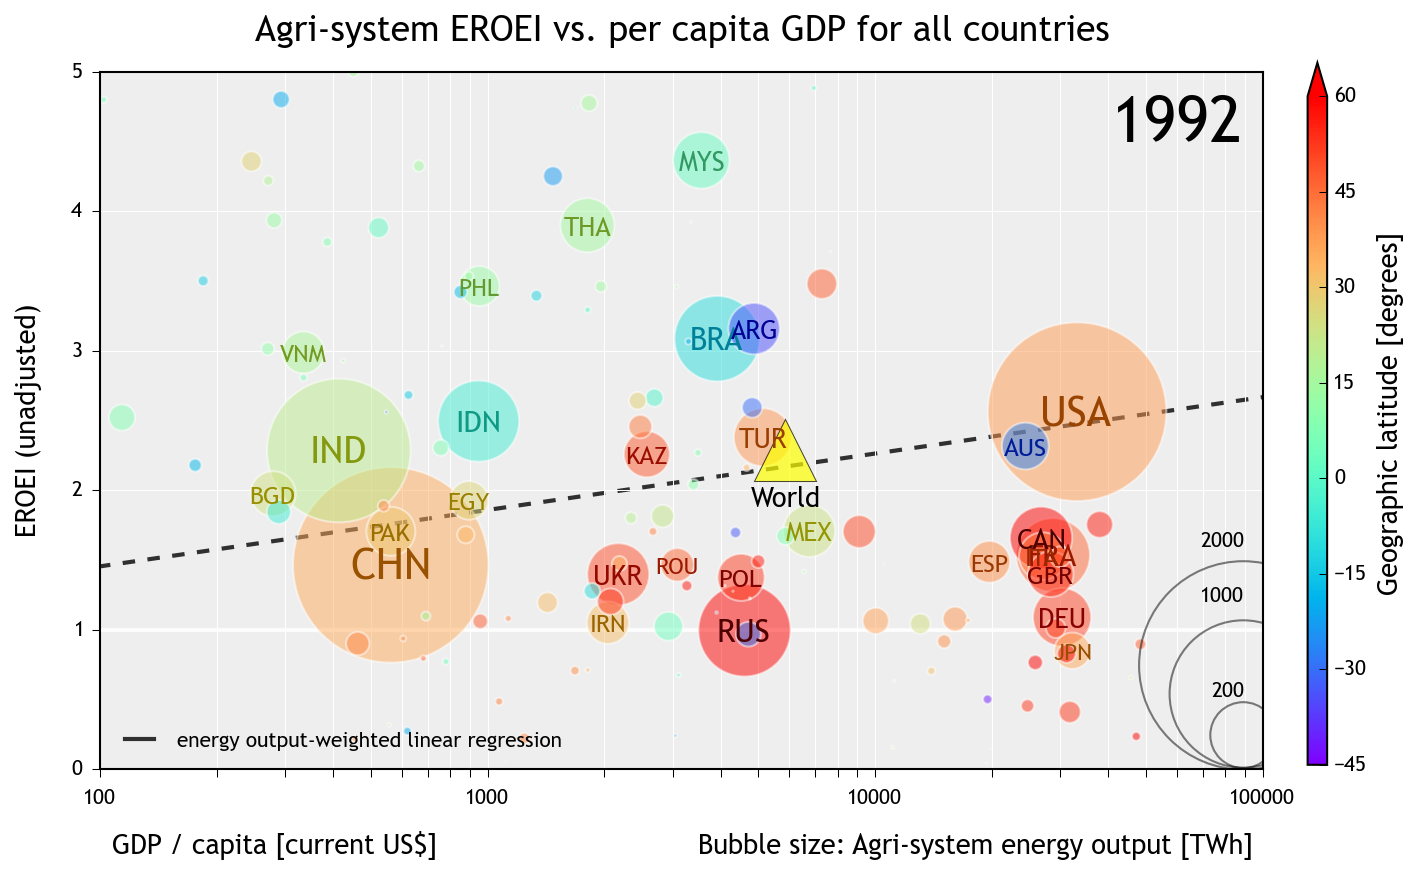 Agri-system EROEI vs. per capita GDP for all countries
1992
EROEI (unadjusted)
5
4
3
2
1
0
100
1000
10000
100000
GDP / capita [current US$]
Bubble size: Agri-system energy output [TWh]
MYS
THA
PHL
BRA
ARG
VNM
IDN
IND
KAZ
TUR
USA
AUS
World
BGD
EGY
PAK
CHN
MEX
CAN
ITA
FRA
GBR
ESP
UKR
ROU
POL
IRN
RUS
DEU
JPN
2000
1000
200
energy output-weighted linear regression
60
45
30
15
0
−15
−30
−45
Geographic latitude [degrees]